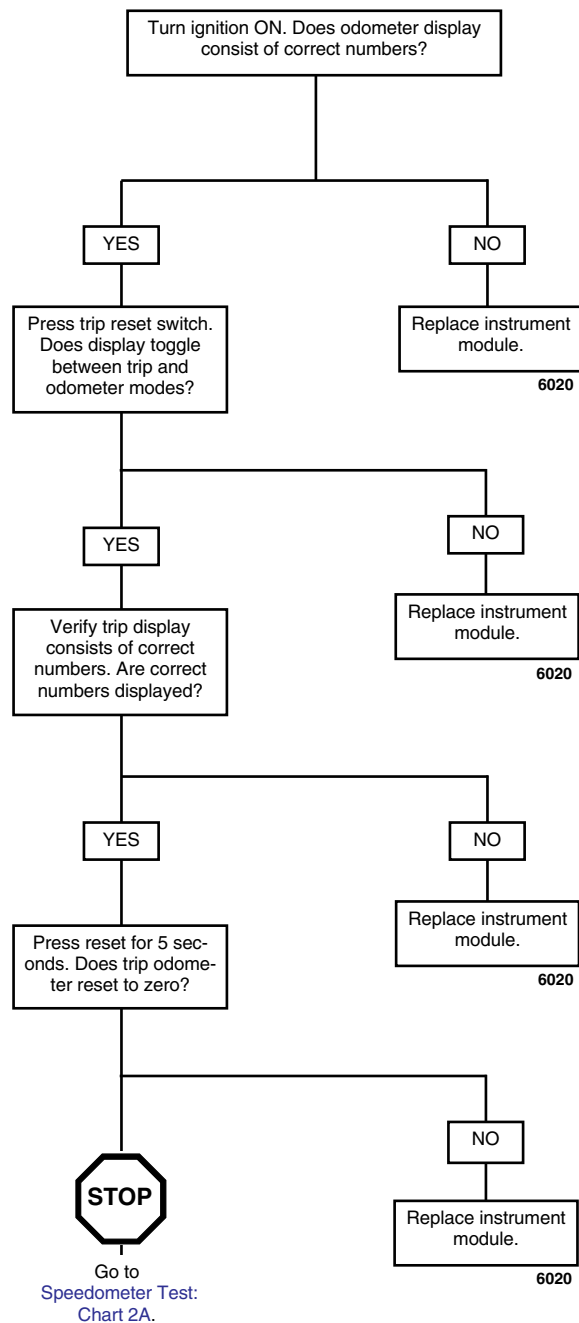 Turn ignition ON. Does odometer display
consist of correct numbers?
YES
NO
Press trip reset switch.
Does display toggle
between trip and
odometer modes?
Replace instrument
module.
6020
YES
NO
Verify trip display
consists of correct
numbers. Are correct
numbers displayed?
Replace instrument
module.
6020
YES
NO
Press reset for 5 sec-
onds. Does trip odome-
ter reset to zero?
Replace instrument
module.
6020
NO
STOP
Replace instrument
module.
6020
Go to
Speedometer Test:
Chart 2A.